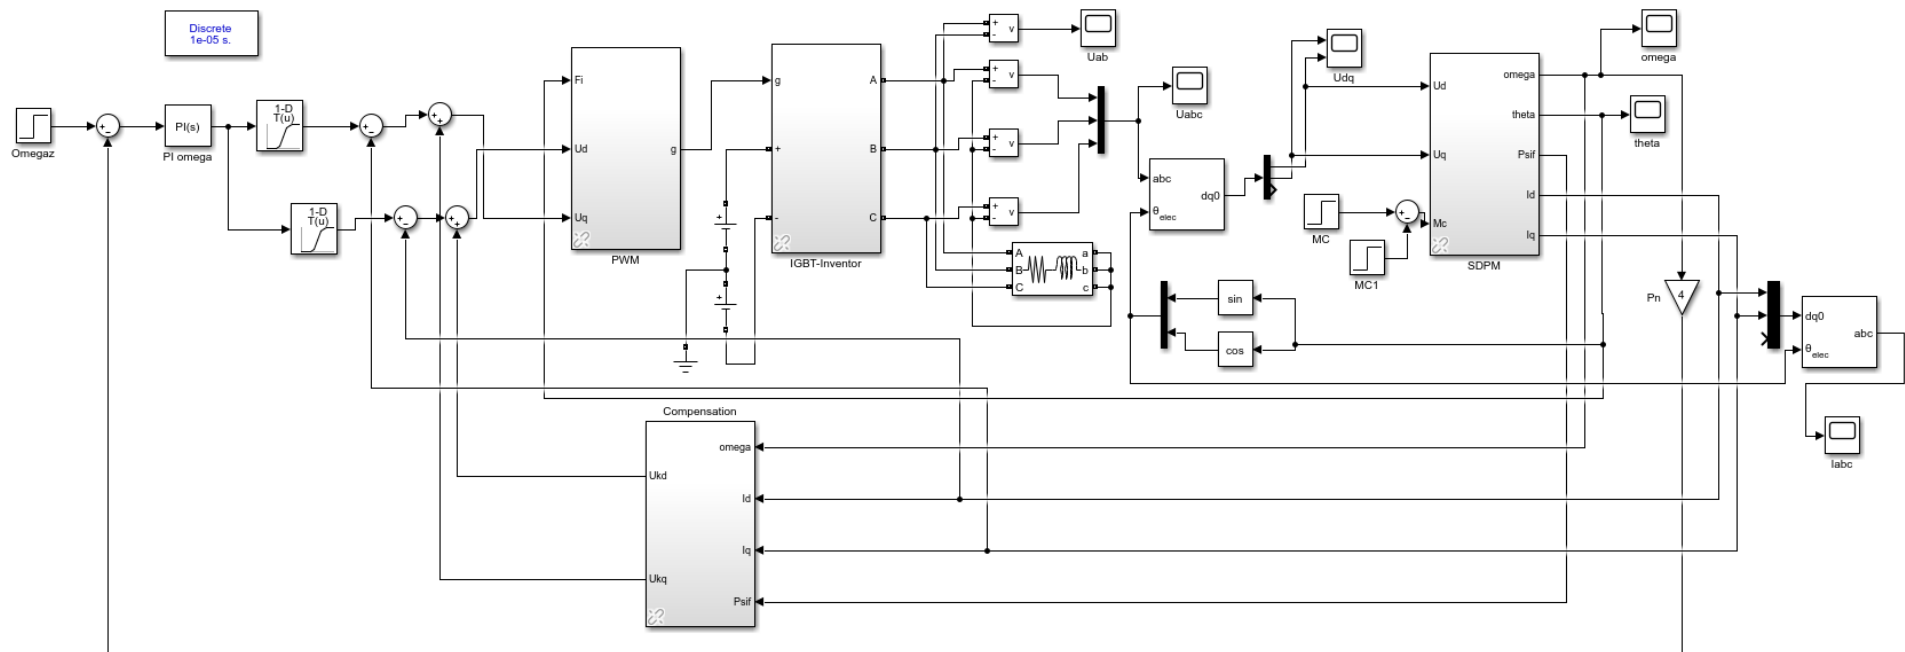 Discrete
1e-05 s.
Omegaz
+
-
PI(s)
PI omega
1-D
T(u)
1-D
T(u)
+
-
+
+
+
-
+
+
Fi
Ud
Uq
g
PWM
g
+
-
A
B
C
IGBT-Inventor
+
+
+
-
v
+
-
v
+
-
v
+
-
v
Uab
Uabc
A
B
C
a
b
c
abc
θelec
dq0
Udq
MC
MC1
+
-
sin
cos
Ud
Uq
Mc
omega
theta
Psif
Id
Iq
SDPM
omega
theta
Pn
4
dq0
θelec
abc
Iabc
Compensation
Ukd
Ukq
omega
Id
Iq
Psif